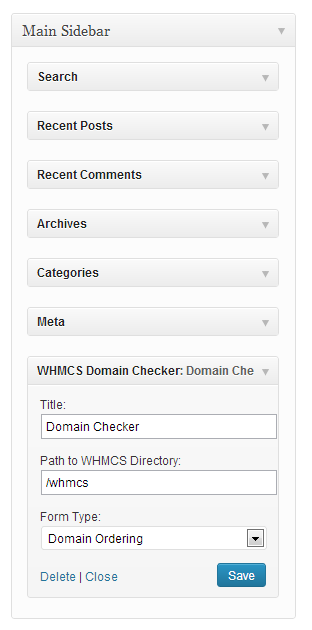 Main Sidebar
Search
Recent Posts
Recent Comments
Archives
Categories
Meta
WHMCS Domain Checker: Domain Che
Title:
Domain Checker
Path to WHMCS Directory:
/whmcs
Form Type:
Domain Ordering
Delete | Close
Save